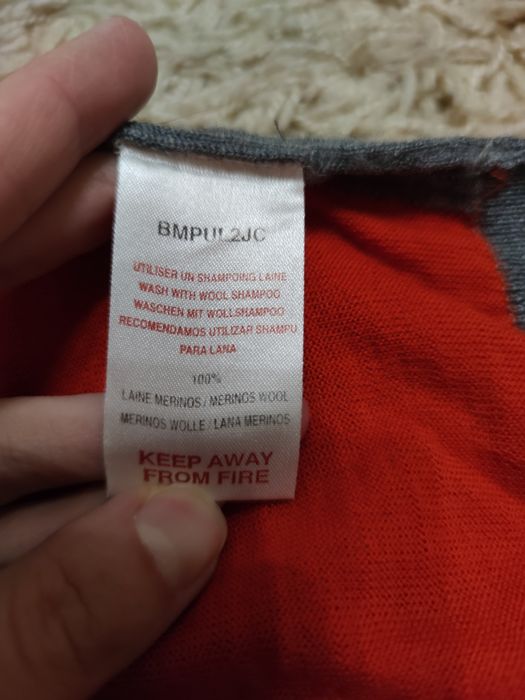 BMPUL2JC
UTILISER UN SHAMPOING LAINE
WASH WITH WOOL SHAMPOO
WASCHEN MIT WOLLSHAMPOO
RECOMENDAMOS UTILIZAR SHAMPU
PARA LANA
100%
LAINE MERINOS / MERINOS WOOL
MERINOS WOLLE / LANA MERINOS
KEEP AWAY
FROM FIRE